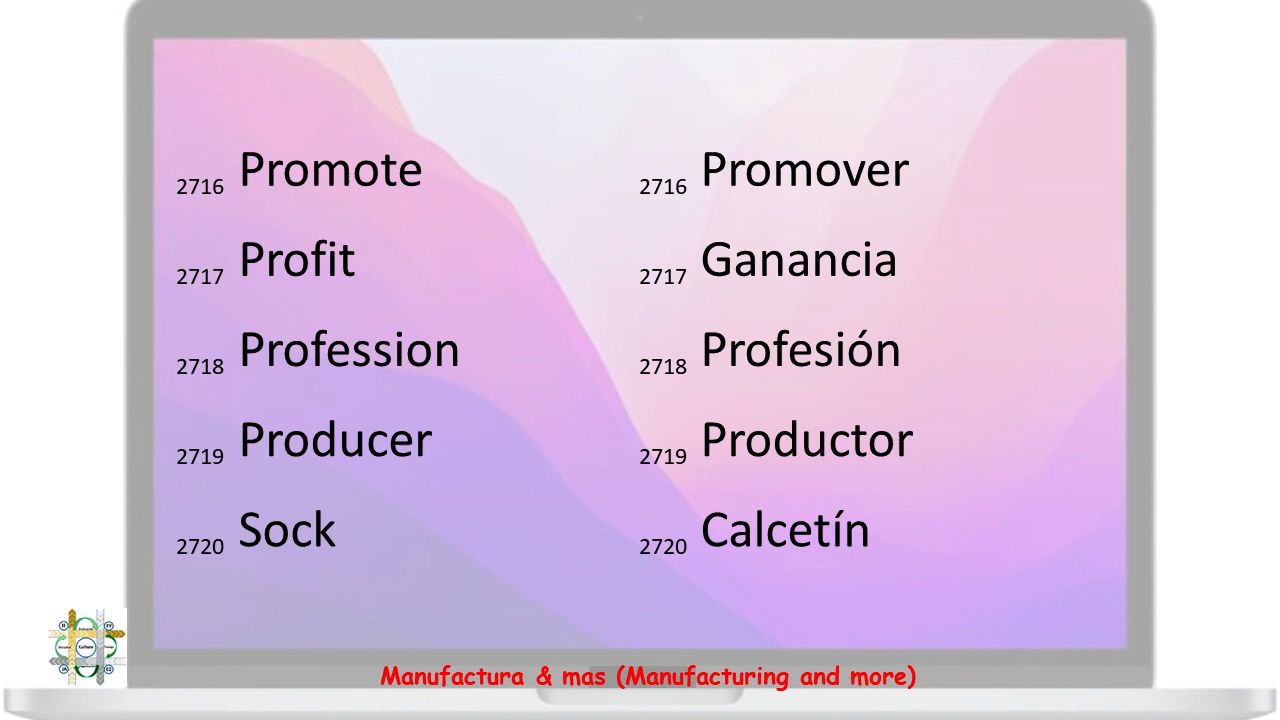 2716 Promote 2716 Promover
2717 Profit 2717 Ganancia
2718 Profession 2718 Profesión
2719 Producer 2719 Productor
2720 Sock 2720 Calcetín
Cultura
Manufactura & mas (Manufacturing and more)